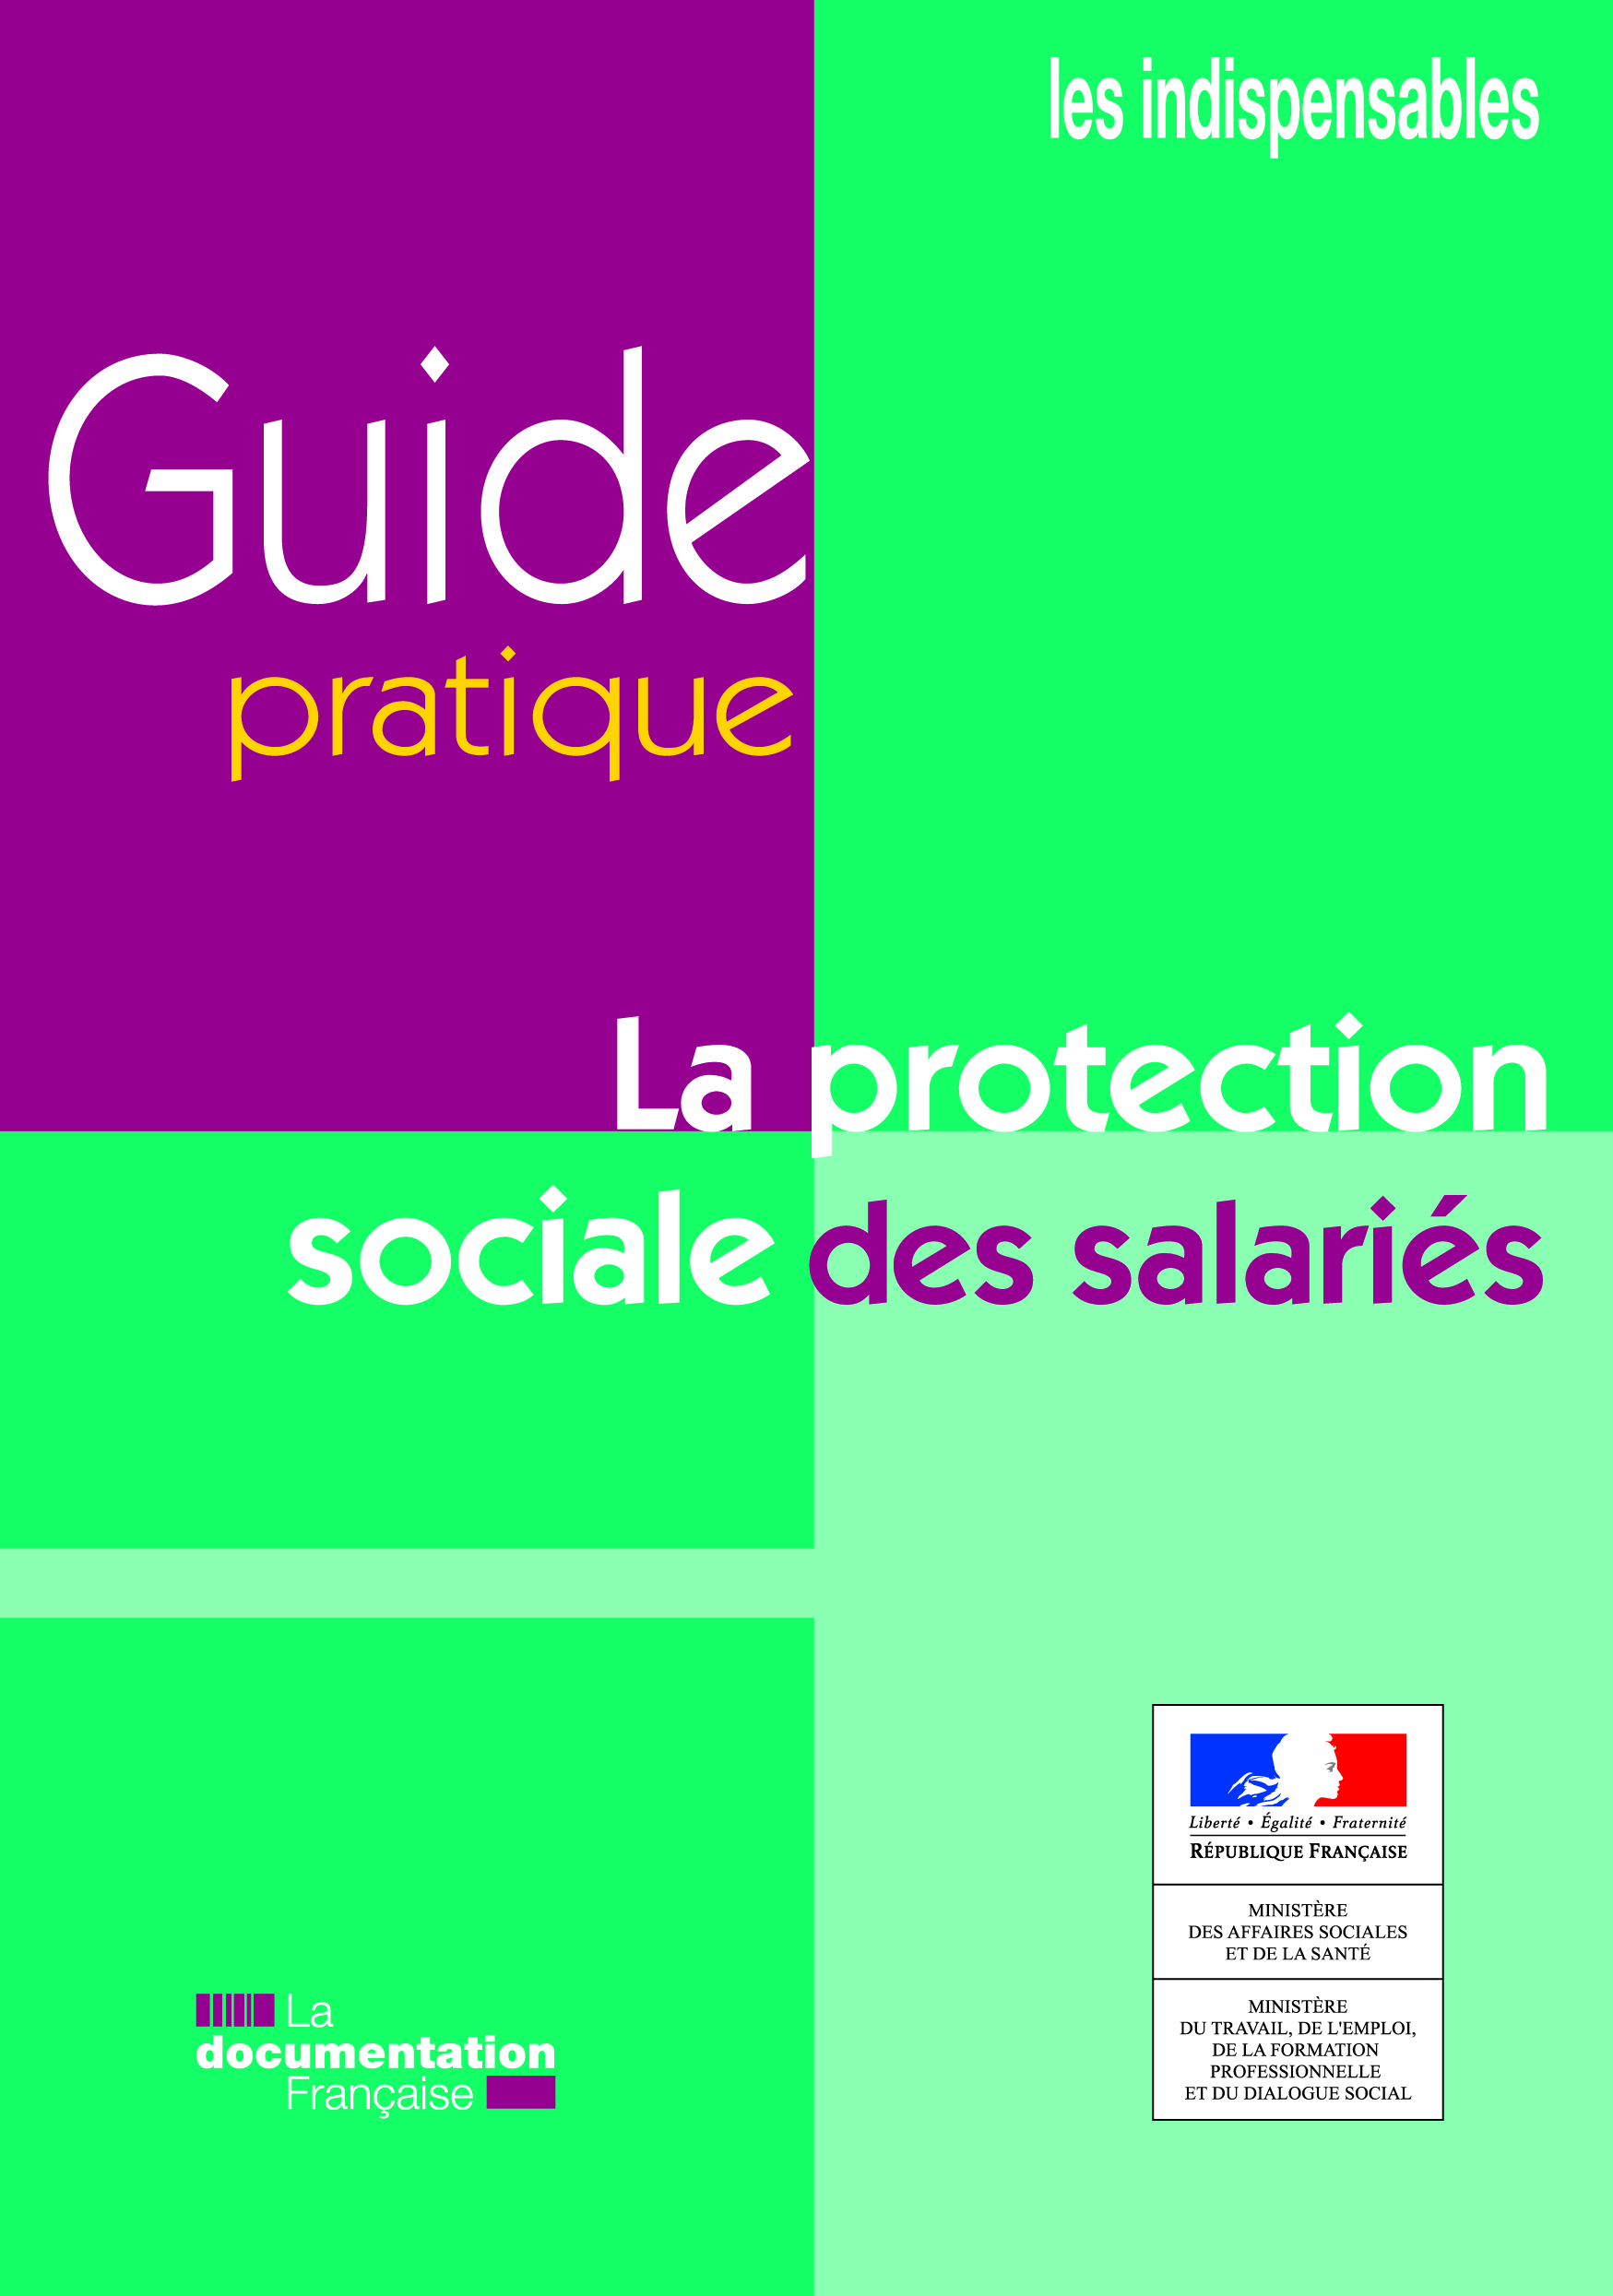 les indispensables
Guide
pratique
La protection
sociale des salariés
Liberté • Égalité • Fraternité
RÉPUBLIQUE FRANÇAISE
MINISTÈRE
DES AFFAIRES SOCIALES
ET DE LA SANTÉ
MINISTÈRE
DU TRAVAIL, DE L'EMPLOI,
DE LA FORMATION
PROFESSIONNELLE
ET DU DIALOGUE SOCIAL
La
documentation
Française